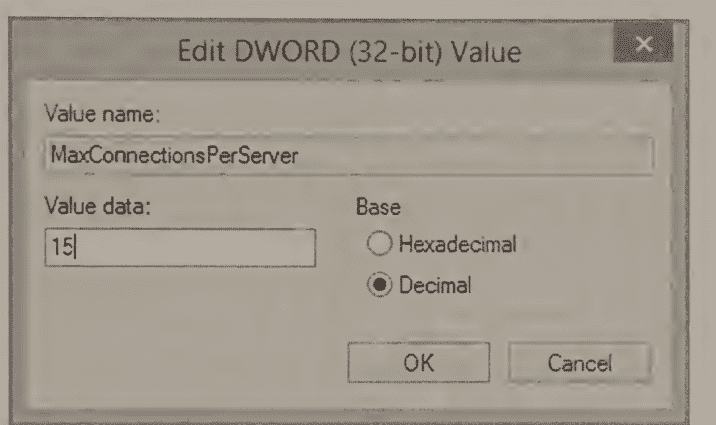 Edit DWORD (32-bit) Value
Value name:
MaxConnectionsPerServer
Value data:
Base
15
Hexadecimal
Decimal
OK
Cancel